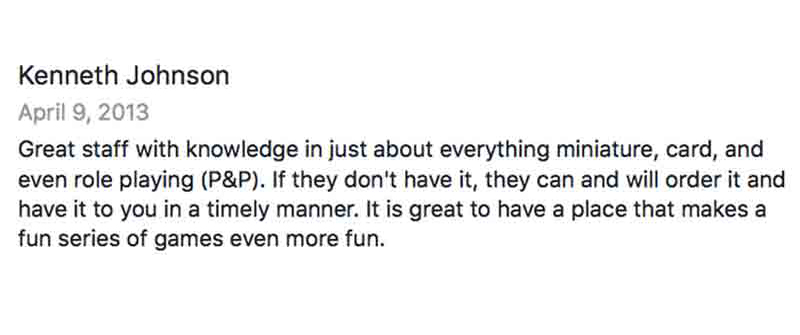 Kenneth Johnson
April 9, 2013
Great staff with knowledge in just about everything miniature, card, and
even role playing (P&P). If they don't have it, they can and will order it and
have it to you in a timely manner. It is great to have a place that makes a
fun series of games even more fun.